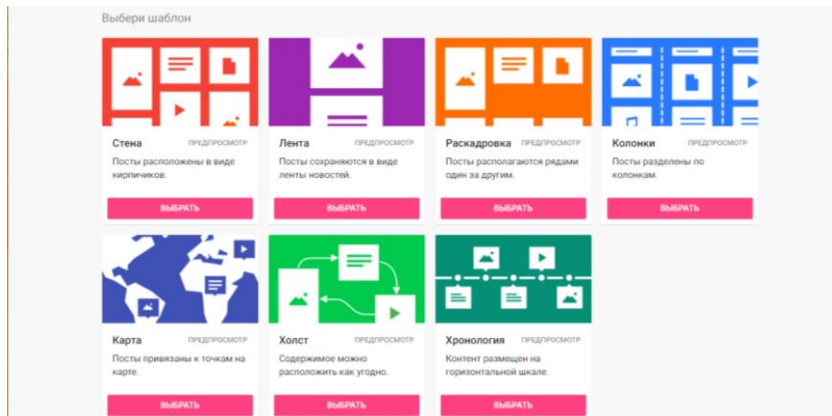 Выбери шаблон
Стена ПРЕДПРОСМОТР
Посты расположены в виде
кирпичиков.
ВЫБРАТЬ
Лента ПРЕДПРОСМОТР
Посты сохраняются в виде
ленты новостей.
ВЫБРАТЬ
Раскадровка ПРЕДПРОСМОТР
Посты располагаются рядами
один за другим.
ВЫБРАТЬ
Колонки ПРЕДПРОСМОТР
Посты разделены по
колонкам.
ВЫБРАТЬ
Карта ПРЕДПРОСМОТР
Посты привязаны к точкам на
карте.
ВЫБРАТЬ
Холст ПРЕДПРОСМОТР
Содержимое можно
расположить как угодно.
ВЫБРАТЬ
Хронология ПРЕДПРОСМОТР
Контент размещен на
горизонтальной шкале.
ВЫБРАТЬ